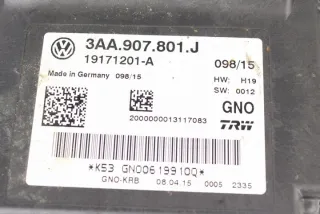 3AA.907.801.J
19171201-A
098/15
Made in Germany 098/15
HW: H19
SW: 0012
GNO
2000000013117083
TRW
*K53 GN00619910Q*
GNO-KRB 08.04.15 0005 2335